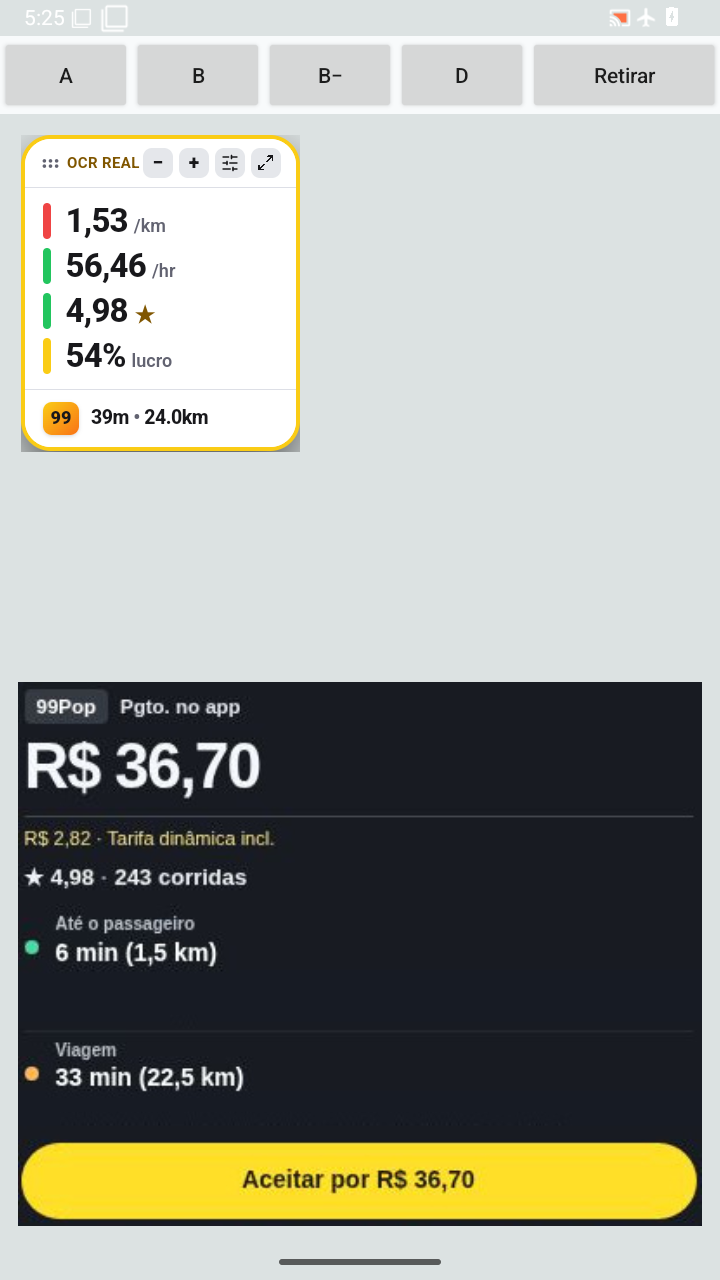 5:25
A B B− D Retirar
OCR REAL − +
1,53 /km
56,46 /hr
4,98 ★
54% lucro
99 39m • 24.0km
99Pop Pgto. no app
R$ 36,70
R$ 2,82 · Tarifa dinâmica incl.
★ 4,98 · 243 corridas
Até o passageiro
6 min (1,5 km)
Viagem
33 min (22,5 km)
Aceitar por R$ 36,70